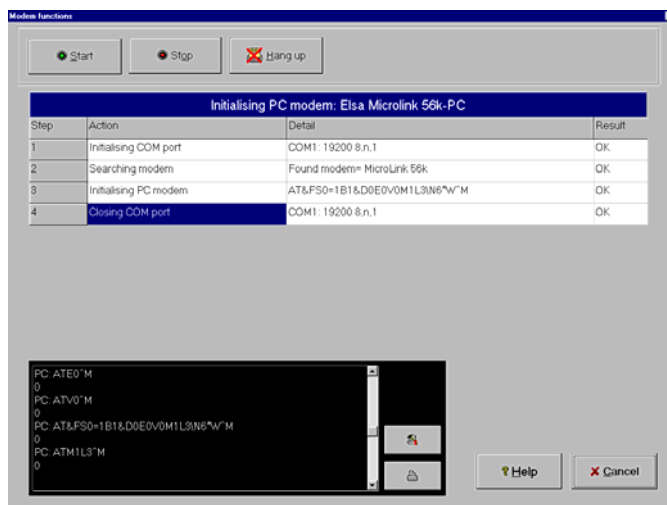 Modem functions
Start Stop Hang up
Initialising PC modem: Elsa Microlink 56k-PC
Step Action Detail Result
1 Initialising COM port COM1: 19200 8,n,1 OK
2 Searching modem Found modem= MicroLink 56k OK
3 Initialising PC modem AT&FS0=1B1&D0E0V0M1L3\N6*W^M OK
4 Closing COM port COM1: 19200 8,n,1 OK
PC: ATE0^M
0
PC: ATV0^M
0
PC: AT&FS0=1B1&D0E0V0M1L3\N6*W^M
0
PC: ATM1L3^M
0
Help Cancel